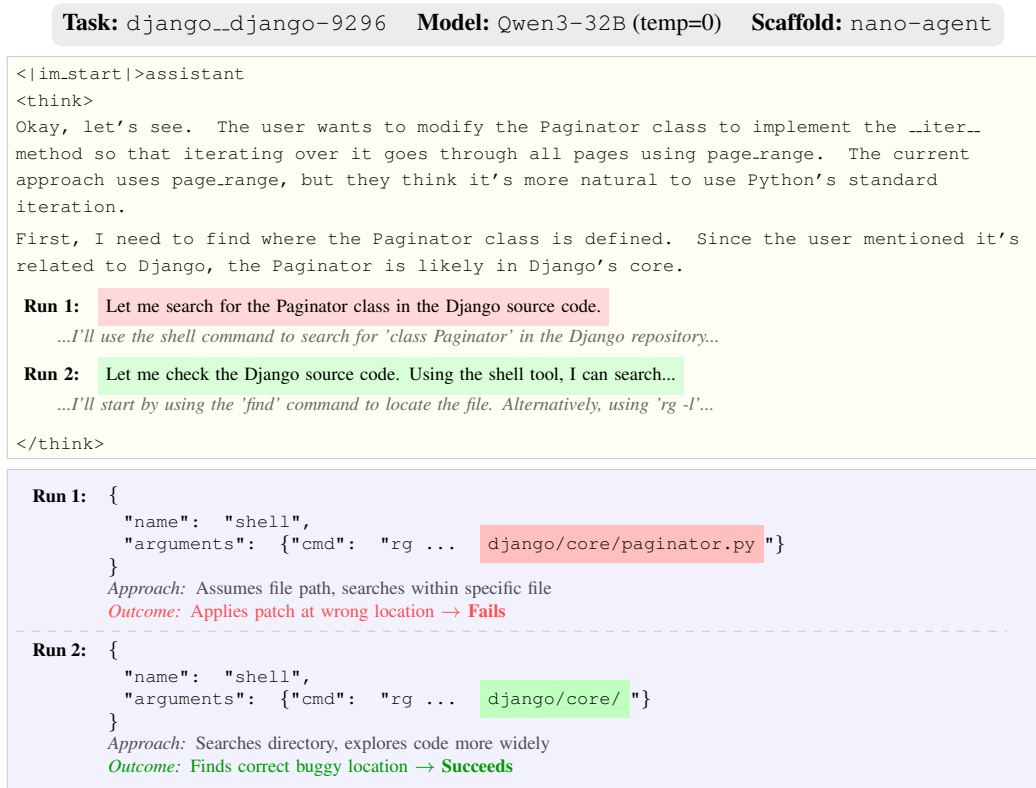 Task: django__django-9296 Model: Qwen3-32B (temp=0) Scaffold: nano-agent
<|im_start|>assistant
<think>
Okay, let's see. The user wants to modify the Paginator class to implement the __iter__
method so that iterating over it goes through all pages using page_range. The current
approach uses page_range, but they think it's more natural to use Python's standard
iteration.
First, I need to find where the Paginator class is defined. Since the user mentioned it's
related to Django, the Paginator is likely in Django's core.
Run 1: Let me search for the Paginator class in the Django source code.
...I'll use the shell command to search for 'class Paginator' in the Django repository...
Run 2: Let me check the Django source code. Using the shell tool, I can search...
...I'll start by using the 'find' command to locate the file. Alternatively, using 'rg -l'...
</think>
Run 1: {
"name": "shell",
"arguments": {"cmd": "rg ... django/core/paginator.py "}
}
Approach: Assumes file path, searches within specific file
Outcome: Applies patch at wrong location → Fails
Run 2: {
"name": "shell",
"arguments": {"cmd": "rg ... django/core/ "}
}
Approach: Searches directory, explores code more widely
Outcome: Finds correct buggy location → Succeeds